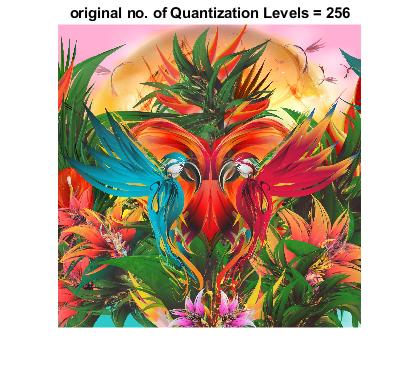 original no. of Quantization Levels = 256